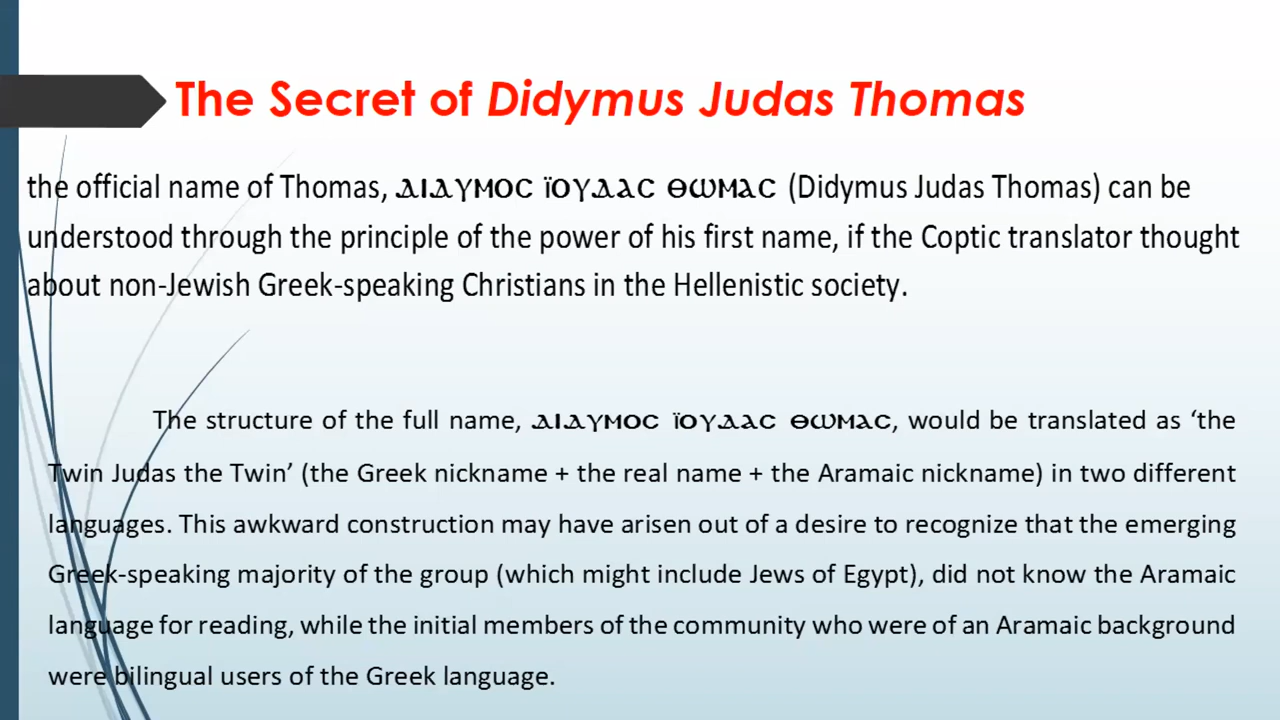 The Secret of Didymus Judas Thomas
the official name of Thomas, ⲇⲓⲇⲩⲙⲟⲥ ϊⲟⲩⲇⲁⲥ ⲑⲱⲙⲁⲥ (Didymus Judas Thomas) can be
understood through the principle of the power of his first name, if the Coptic translator thought
about non-Jewish Greek-speaking Christians in the Hellenistic society.
The structure of the full name, ⲇⲓⲇⲩⲙⲟⲥ ϊⲟⲩⲇⲁⲥ ⲑⲱⲙⲁⲥ, would be translated as ‘the
Twin Judas the Twin’ (the Greek nickname + the real name + the Aramaic nickname) in two different
languages. This awkward construction may have arisen out of a desire to recognize that the emerging
Greek-speaking majority of the group (which might include Jews of Egypt), did not know the Aramaic
language for reading, while the initial members of the community who were of an Aramaic background
were bilingual users of the Greek language.